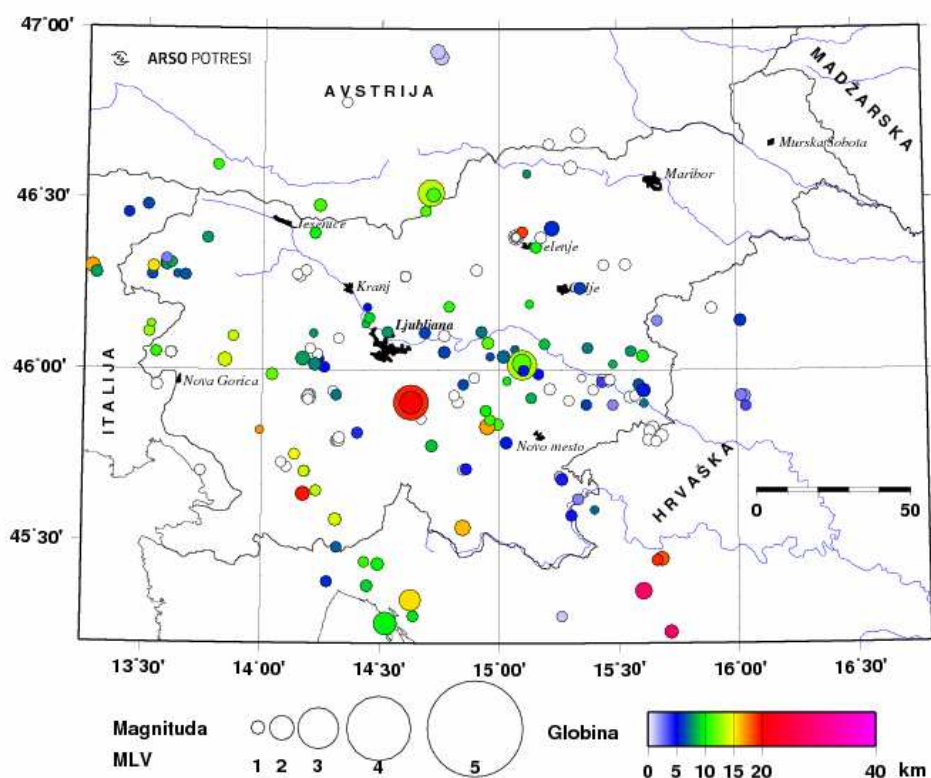 47°00'
ARSO POTRESI
AVSTRIJA
MADŽARSKA
Murska Sobota
46°30'
Maribor
Jesenice
Velenje
Kranj
Celje
Ljubljana
46°00'
ITALIJA
Nova Gorica
Novo mesto
HRVAŠKA
0 50
45°30'
13°30' 14°00' 14°30' 15°00' 15°30' 16°00' 16°30'
Magnituda
MLV
1 2 3 4 5
Globina
0 5 10 15 20 40 km